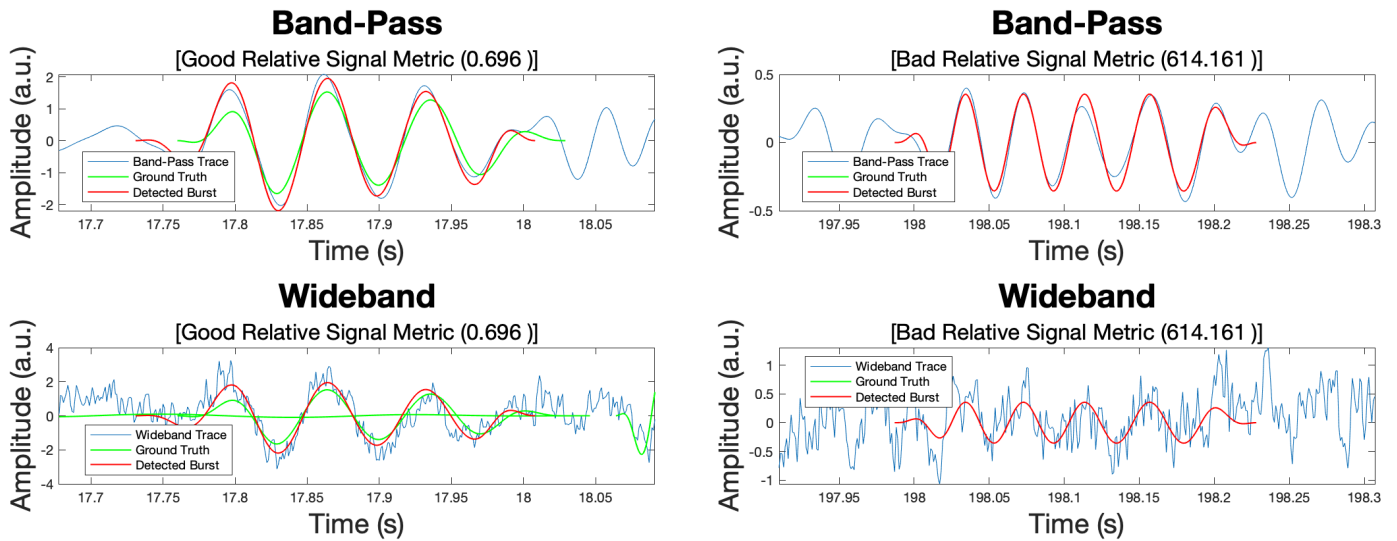 Band-Pass
[Good Relative Signal Metric (0.696 )]
Amplitude (a.u.)
2
1
0
-1
-2
Band-Pass Trace
Ground Truth
Detected Burst
17.7
17.75
17.8
17.85
17.9
17.95
18
18.05
Time (s)
Band-Pass
[Bad Relative Signal Metric (614.161 )]
Amplitude (a.u.)
0.5
0
-0.5
Band-Pass Trace
Ground Truth
Detected Burst
197.95
198
198.05
198.1
198.15
198.2
198.25
198.3
Time (s)
Wideband
[Good Relative Signal Metric (0.696 )]
Amplitude (a.u.)
4
2
0
-2
-4
Wideband Trace
Ground Truth
Detected Burst
17.7
17.75
17.8
17.85
17.9
17.95
18
18.05
Time (s)
Wideband
[Bad Relative Signal Metric (614.161 )]
Amplitude (a.u.)
1
0.5
0
-0.5
-1
Wideband Trace
Ground Truth
Detected Burst
197.95
198
198.05
198.1
198.15
198.2
198.25
198.3
Time (s)